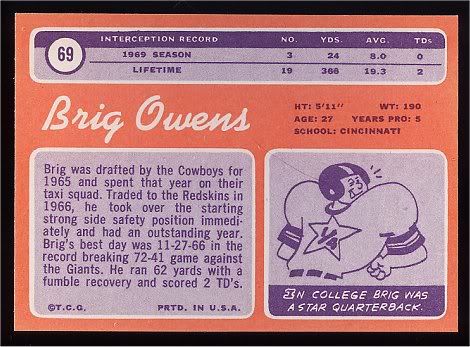 69
INTERCEPTION RECORD NO. YDS. AVG. TDs
1969 SEASON 3 24 8.0 0
LIFETIME 19 366 19.3 2
Brig Owens
HT: 5'11" WT: 190
AGE: 27 YEARS PRO: 5
SCHOOL: CINCINNATI
Brig was drafted by the Cowboys for
1965 and spent that year on their
taxi squad. Traded to the Redskins in
1966, he took over the starting
strong side safety position immed-
iately and had an outstanding year.
Brig's best day was 11-27-66 in the
record breaking 72-41 game against
the Giants. He ran 62 yards with a
fumble recovery and scored 2 TD's.
©T.C.G. PRTD. IN U.S.A.
1/4
IN COLLEGE BRIG WAS
A STAR QUARTERBACK.